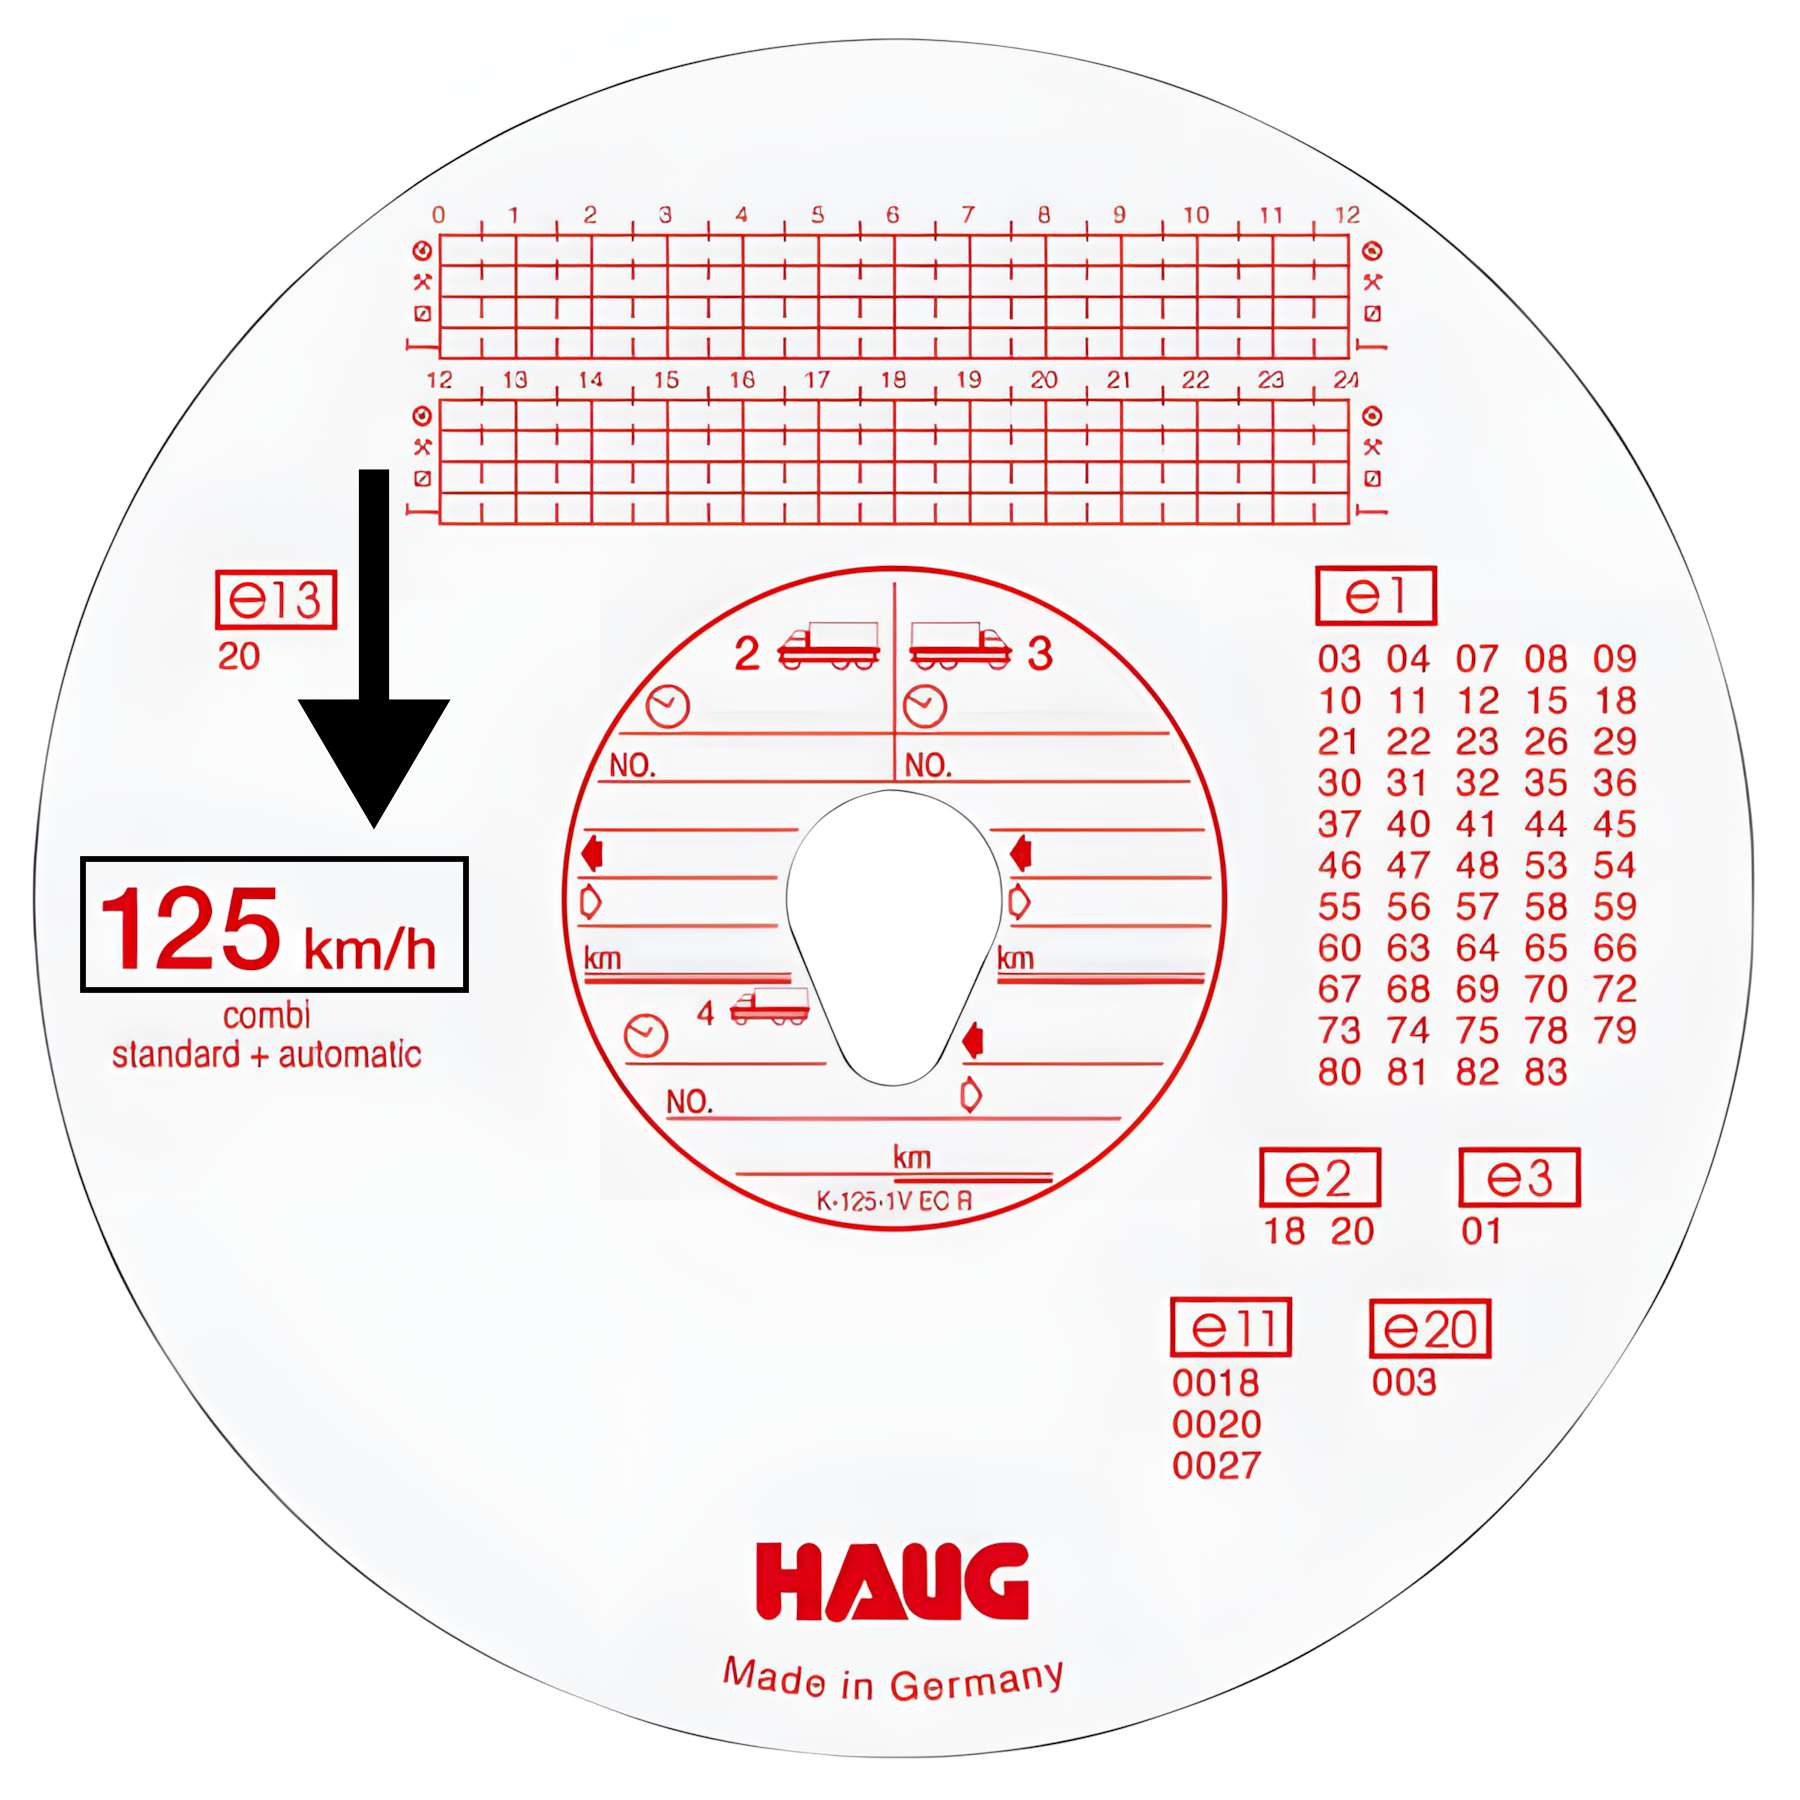 0 1 2 3 4 5 6 7 8 9 10 11 12
12 13 14 15 16 17 18 19 20 21 22 23 24
e13
20
125 km/h
combi
standard + automatic
2 3
NO. NO.
km km
4
NO.
km
K·125·1V EC R
e1
03 04 07 08 09
10 11 12 15 18
21 22 23 26 29
30 31 32 35 36
37 40 41 44 45
46 47 48 53 54
55 56 57 58 59
60 63 64 65 66
67 68 69 70 72
73 74 75 78 79
80 81 82 83
e2 e3
18 20 01
e11 e20
0018 003
0020
0027
HAUG
Made in Germany